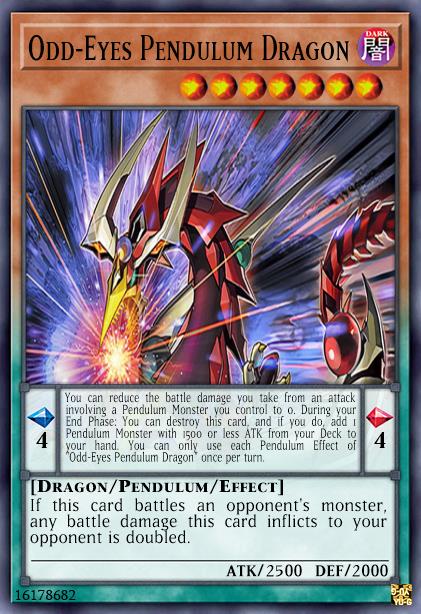 Odd-Eyes Pendulum Dragon
DARK
闇
You can reduce the battle damage you take from an attack
involving a Pendulum Monster you control to 0. During your
End Phase: You can destroy this card, and if you do, add a
Pendulum Monster with 1500 or less ATK from your Deck to
your hand. You can only use each Pendulum Effect of
"Odd-Eyes Pendulum Dragon" once per turn.
4
4
[Dragon/Pendulum/Effect]
If this card battles an opponent's monster,
any battle damage this card inflicts to your
opponent is doubled.
ATK/2500 DEF/2000
16178682